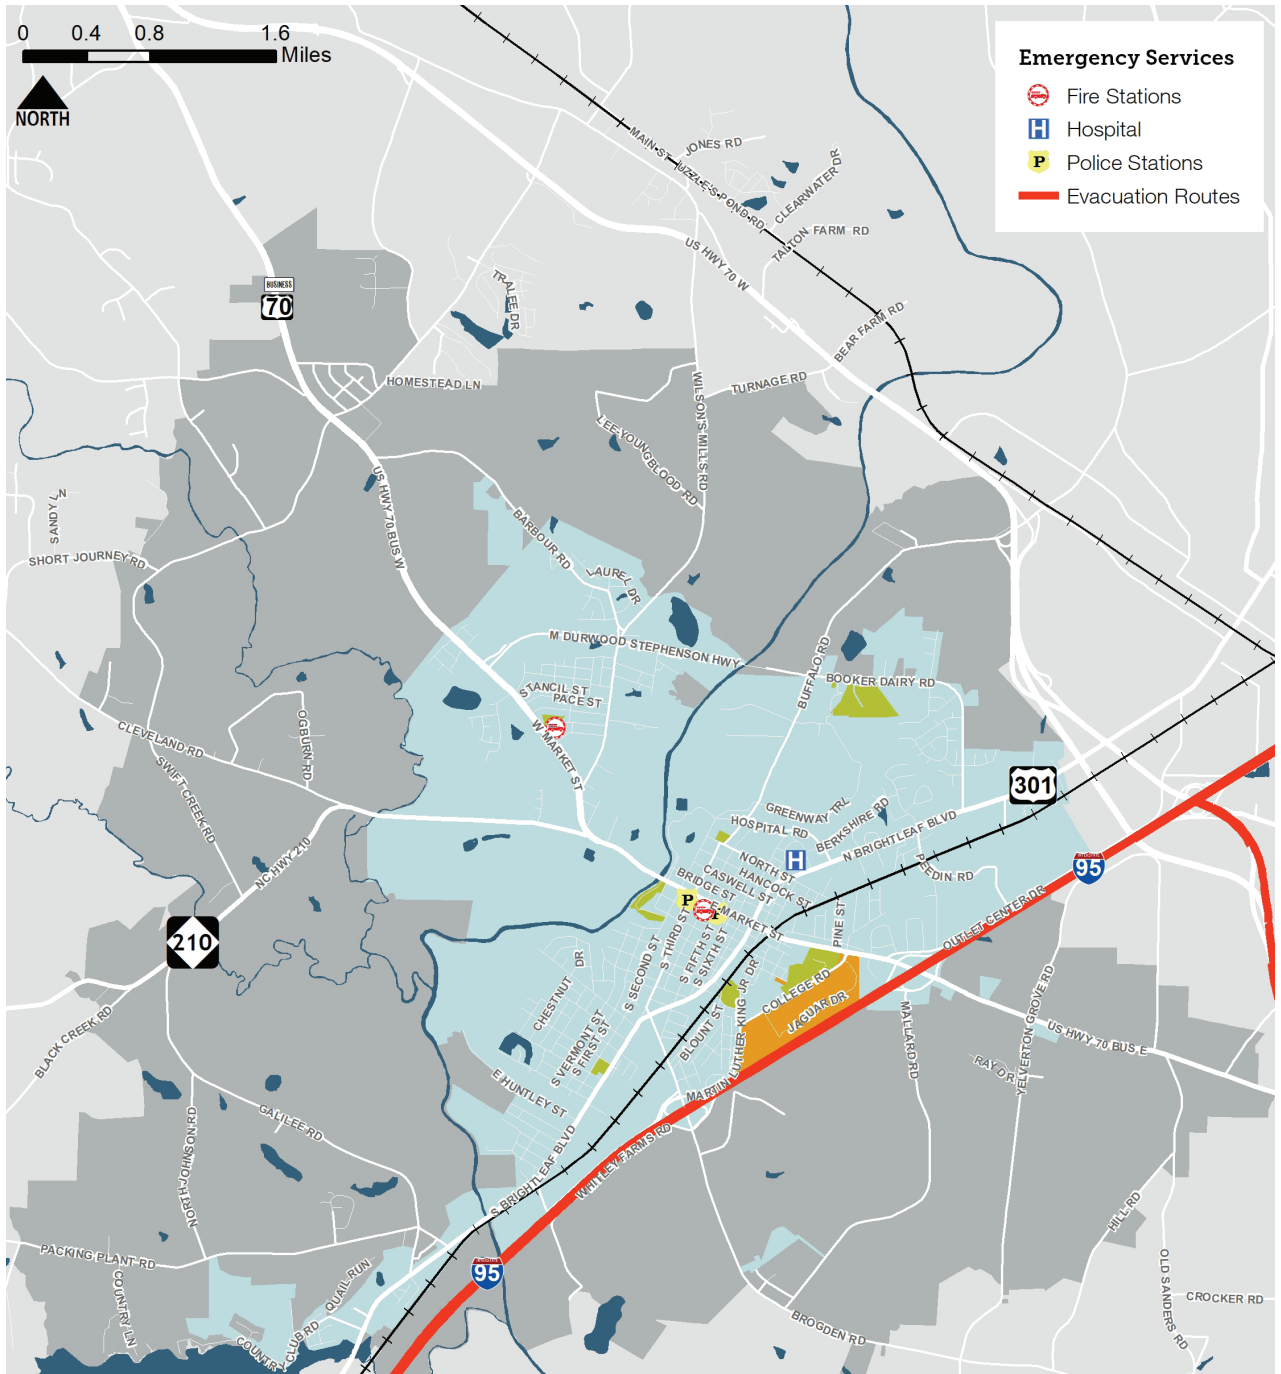 0 0.4 0.8 1.6
Miles
NORTH
Emergency Services
Fire Stations
H Hospital
P Police Stations
Evacuation Routes
MAIN ST
JONES RD
UZZLE'S POND RD
CLEARWATER DR
TALTON FARM RD
US HWY 70 W
BUSINESS
70
TRALEE DR
BEAR FARM RD
HOMESTEAD LN
TURNAGE RD
WILSON'S MILLS RD
LEE-YOUNGBLOOD RD
US HWY 70 BUS W
SANDY LN
BARBOUR RD
SHORT JOURNEY RD
LAUREL DR
M DURWOOD STEPHENSON HWY
BUFFALO RD
BOOKER DAIRY RD
STANCIL ST
PACE ST
OGBURN RD
CLEVELAND RD
W MARKET ST
SWIFT CREEK RD
301
GREENWAY TRL
HOSPITAL RD
BERKSHIRE RD
N BRIGHTLEAF BLVD
NC HWY 210
NORTH ST
H
HANCOCK ST
CASWELL ST
BRIDGE ST
PEEDIN RD
95
P
E MARKET ST
PINE ST
OUTLET CENTER DR
210
S THIRD ST
S FIFTH ST
S SIXTH ST
S SECOND ST
CHESTNUT DR
COLLEGE RD
JAGUAR DR
BLOUNT ST
MARTIN LUTHER KING JR DR
MALLARD RD
YELVERTON GROVE RD
US HWY 70 BUS E
BLACK CREEK RD
S VERMONT ST
S FIRST ST
RAY DR
E HUNTLEY ST
GALILEE RD
NORTH JOHNSON RD
S BRIGHTLEAF BLVD
WHITLEY FARMS RD
HILL RD
PACKING PLANT RD
COUNTRY LN
QUAIL RUN
95
COUNTRY CLUB RD
BROGDEN RD
OLD SANDERS RD
CROCKER RD